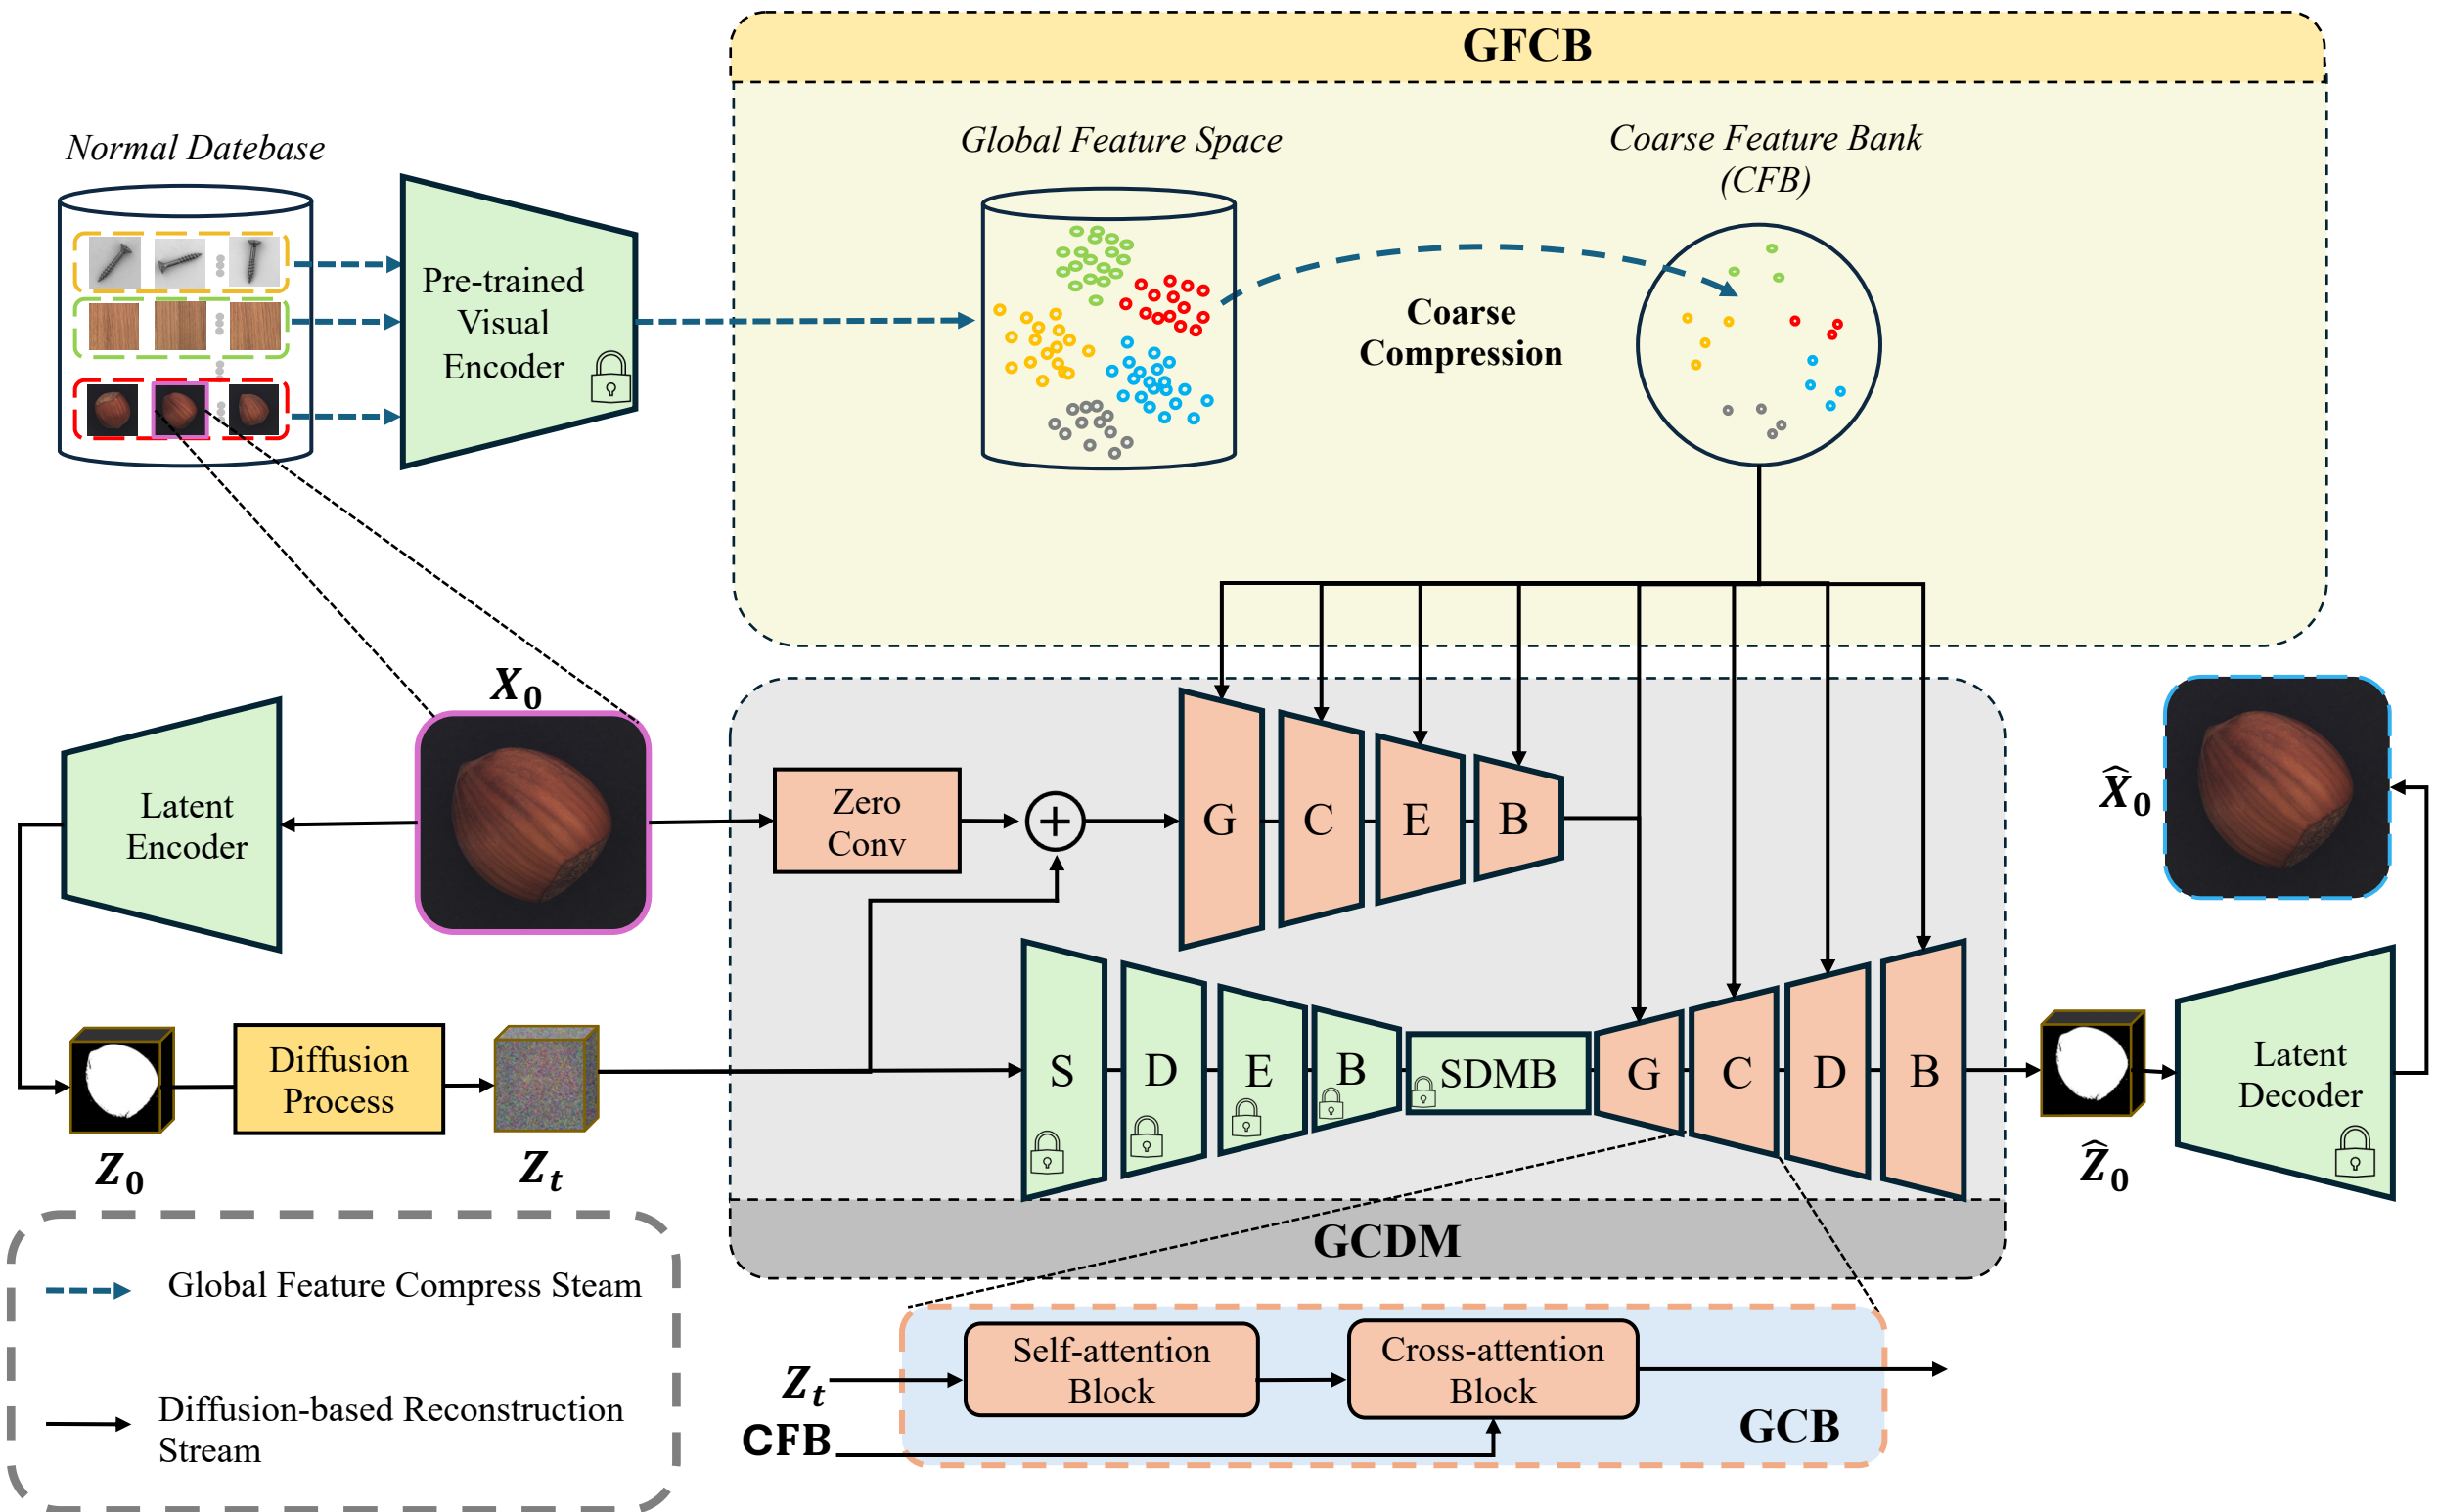 GFCB
Normal Datebase
Global Feature Space
Coarse Feature Bank
(CFB)
Pre-trained
Visual
Encoder
Coarse
Compression
X₀
Latent
Encoder
Zero
Conv
+
G
C
E
B
X̂₀
S
D
E
B
SDMB
G
C
D
B
Diffusion
Process
Latent
Decoder
Z₀
Zₜ
Ẑ₀
GCDM
Global Feature Compress Steam
Diffusion-based Reconstruction
Stream
Self-attention
Block
Cross-attention
Block
Zₜ
CFB
GCB